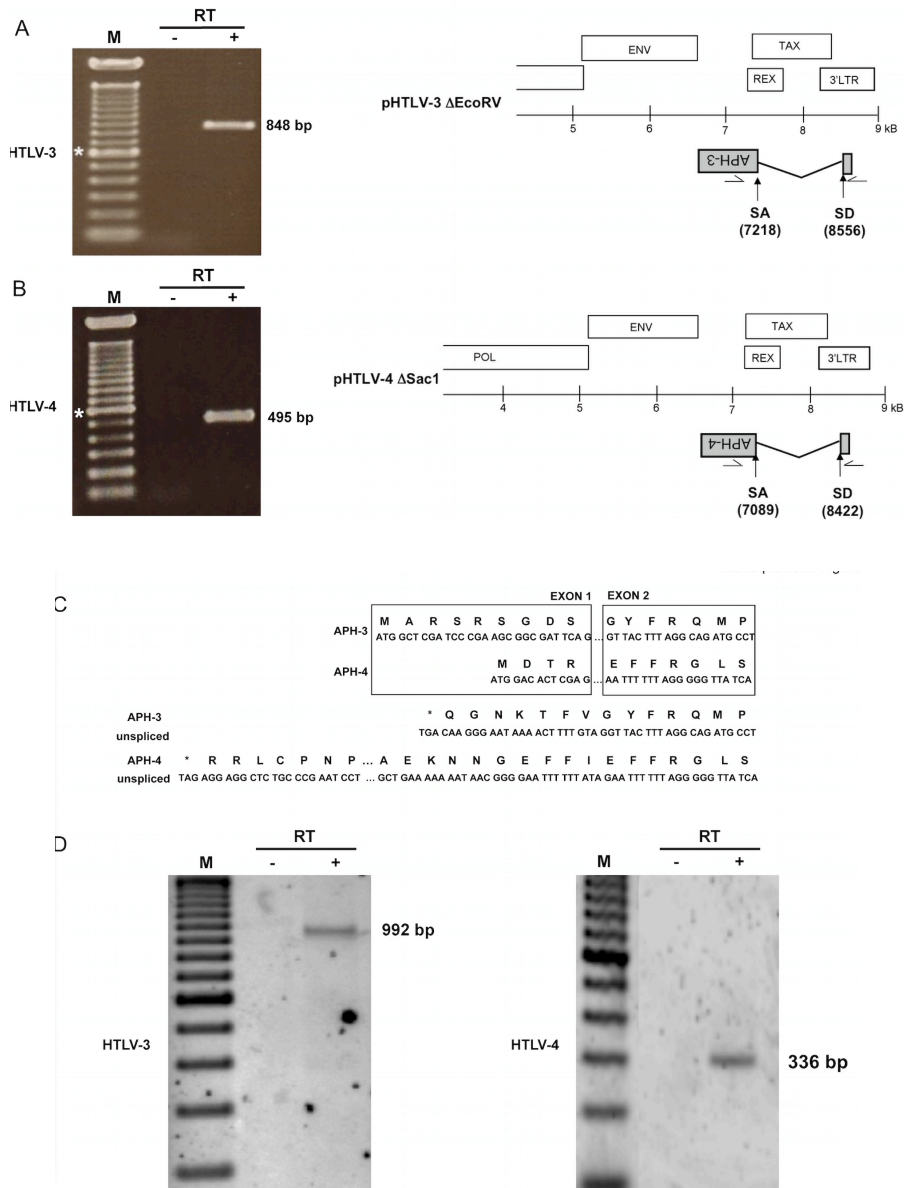 A
RT
M - +
848 bp
HTLV-3
*
ENV
TAX
REX
3'LTR
pHTLV-3 ΔEcoRV
5 6 7 8 9 kB
APH-3
SA
(7218)
SD
(8556)
B
RT
M - +
495 bp
HTLV-4
*
ENV
TAX
POL
REX
3'LTR
pHTLV-4 ΔSac1
4 5 6 7 8 9 kB
APH-4
SA
(7089)
SD
(8422)
C
EXON 1 EXON 2
M A R S R S G D S G Y F R Q M P
APH-3 ATG GCT CGA TCC CGA AGC GGC GAT TCA G ... GT TAC TTT AGG CAG ATG CCT
M D T R E F F R G L S
APH-4 ATG GAC ACT CGA G ... AA TTT TTT AGG GGG TTA TCA
APH-3 * Q G N K T F V G Y F R Q M P
unspliced TGA CAA GGG AAT AAA ACT TTT GTA GGT TAC TTT AGG CAG ATG CCT
APH-4 * R R L C P N P ... A E K N N G E F F I E F F R G L S
unspliced TAG AGG AGG CTC TGC CCG AAT CCT ... GCT GAA AAA AAT AAC GGG GAA TTT TTT ATA GAA TTT TTT AGG GGG TTA TCA
D
RT
M - +
992 bp
HTLV-3
RT
M - +
HTLV-4
336 bp